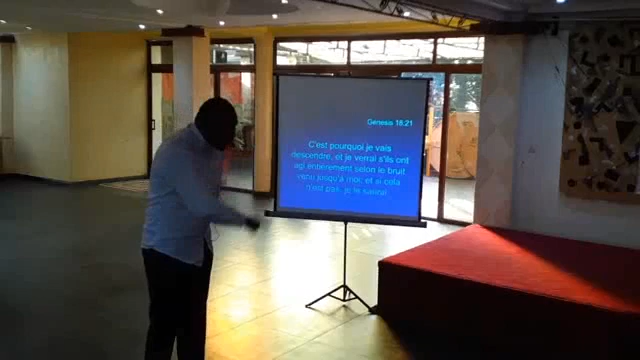 Genesis 18:21
C'est pourquoi je vais
descendre, et je verrai s'ils ont
agi entièrement selon le bruit
venu jusqu'à moi; et si cela
n'est pas, je le saurai.